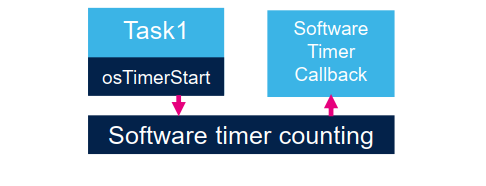 Task1
osTimerStart
Software
Timer
Callback
Software timer counting